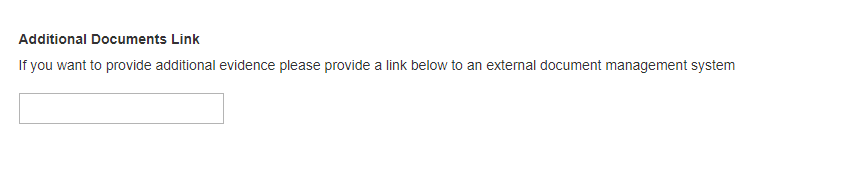 Additional Documents Link
If you want to provide additional evidence please provide a link below to an external document management system